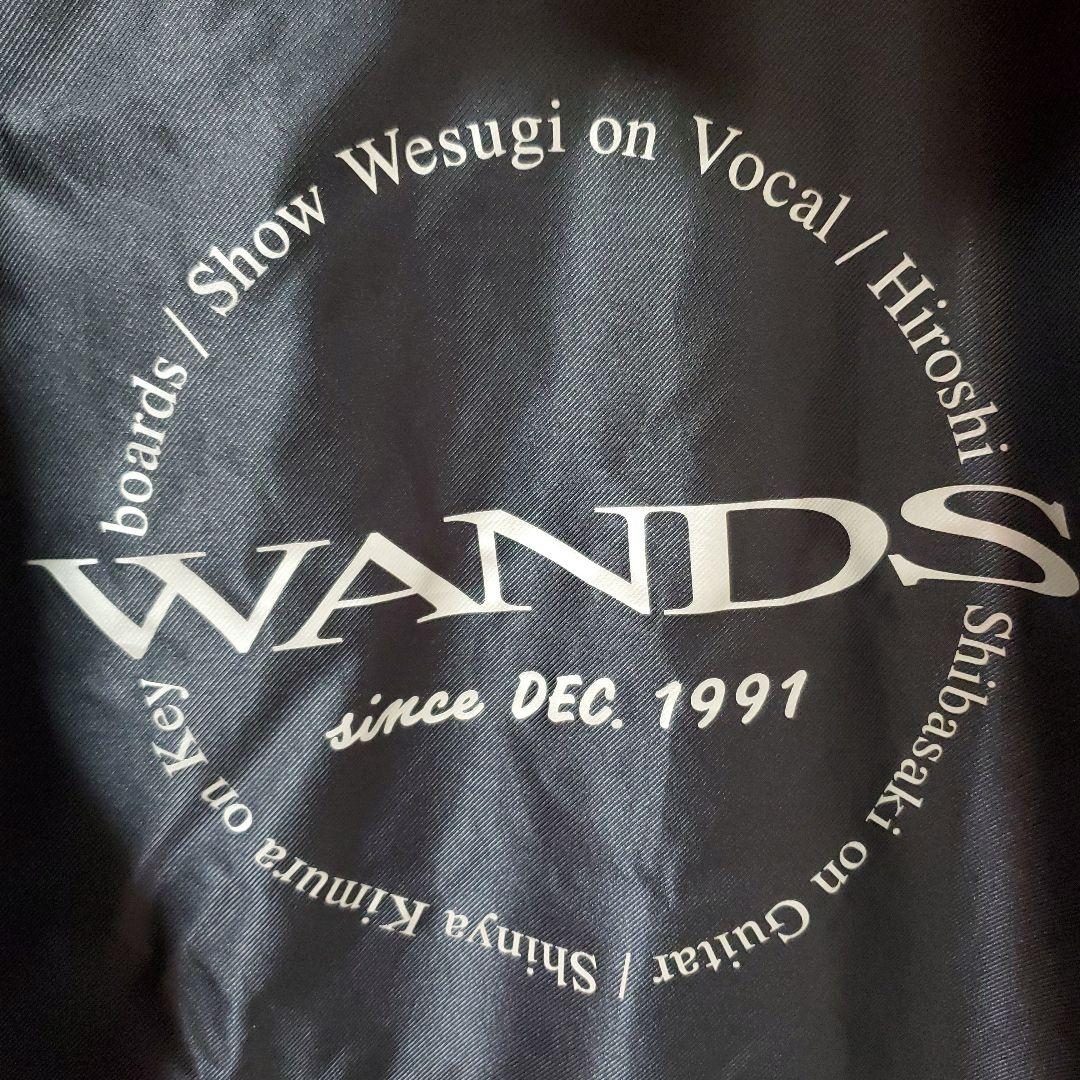 Show Wesugi on Vocal / Hiroshi Shibasaki on Guitar / Shinya Kimura on Key boards /
WANDS
since DEC. 1991